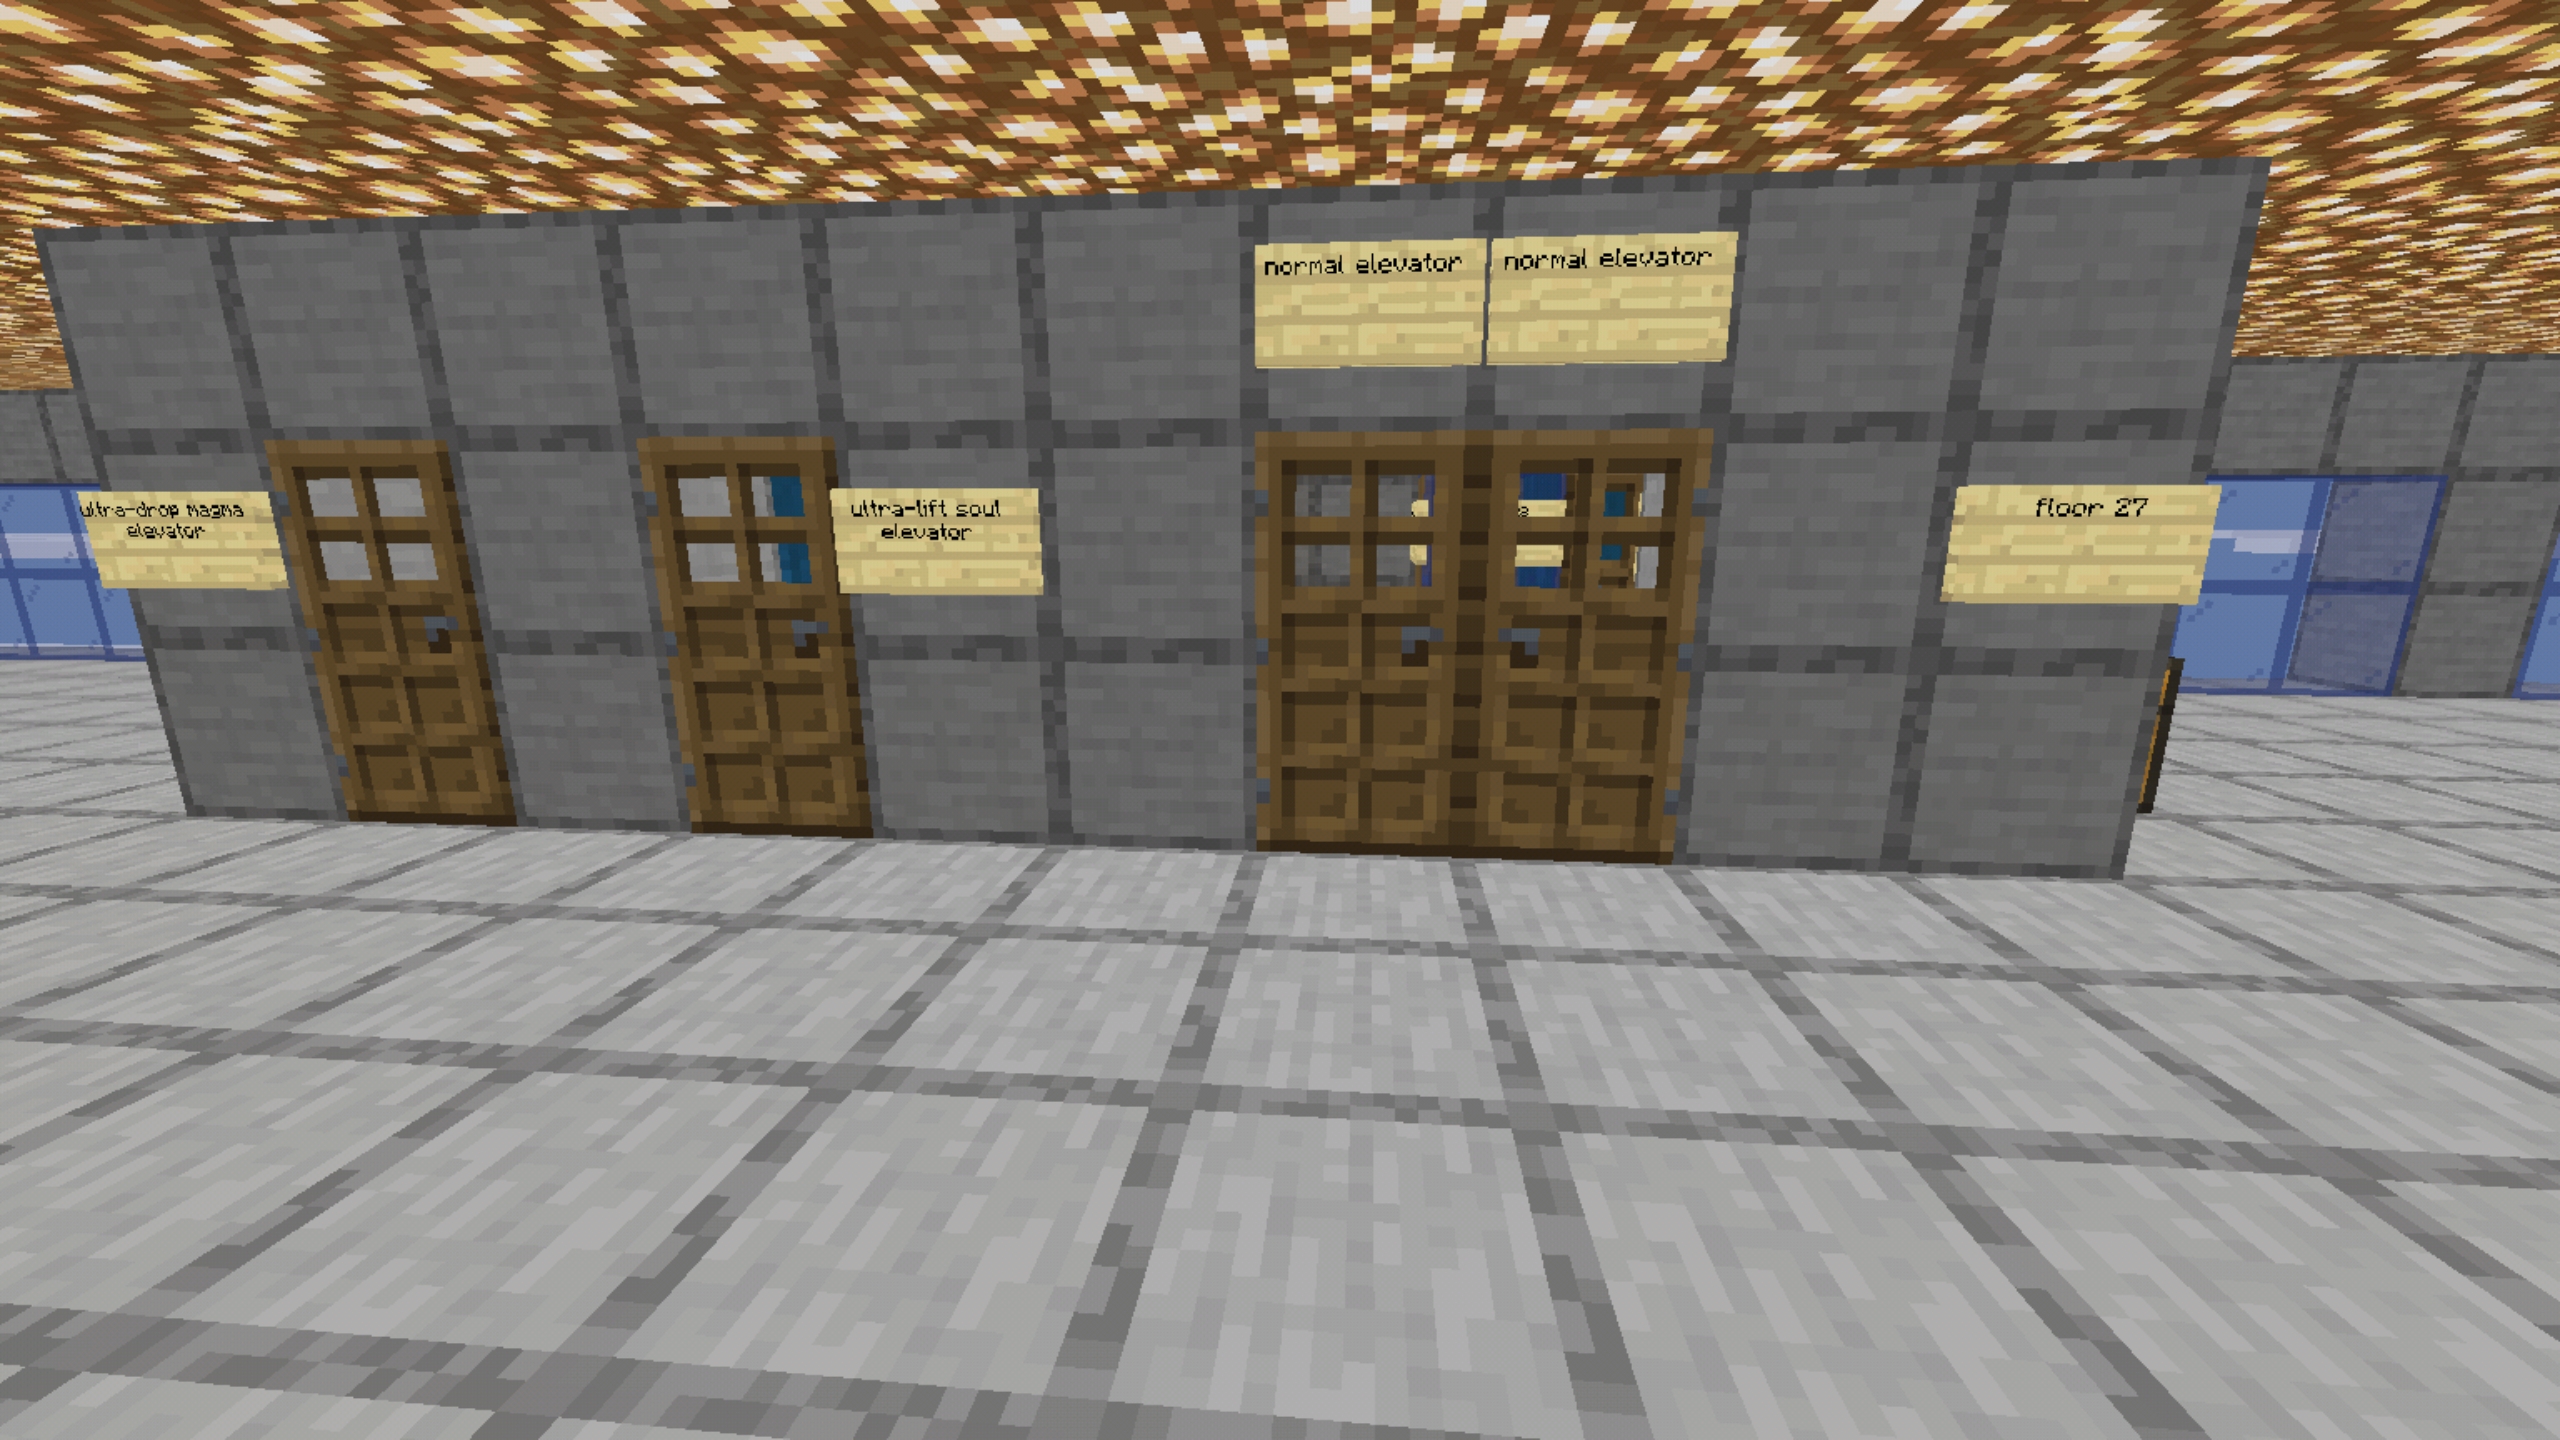 normal elevator
normal elevator
ultra-drop magma
elevator
ultra-lift soul
elevator
floor 27